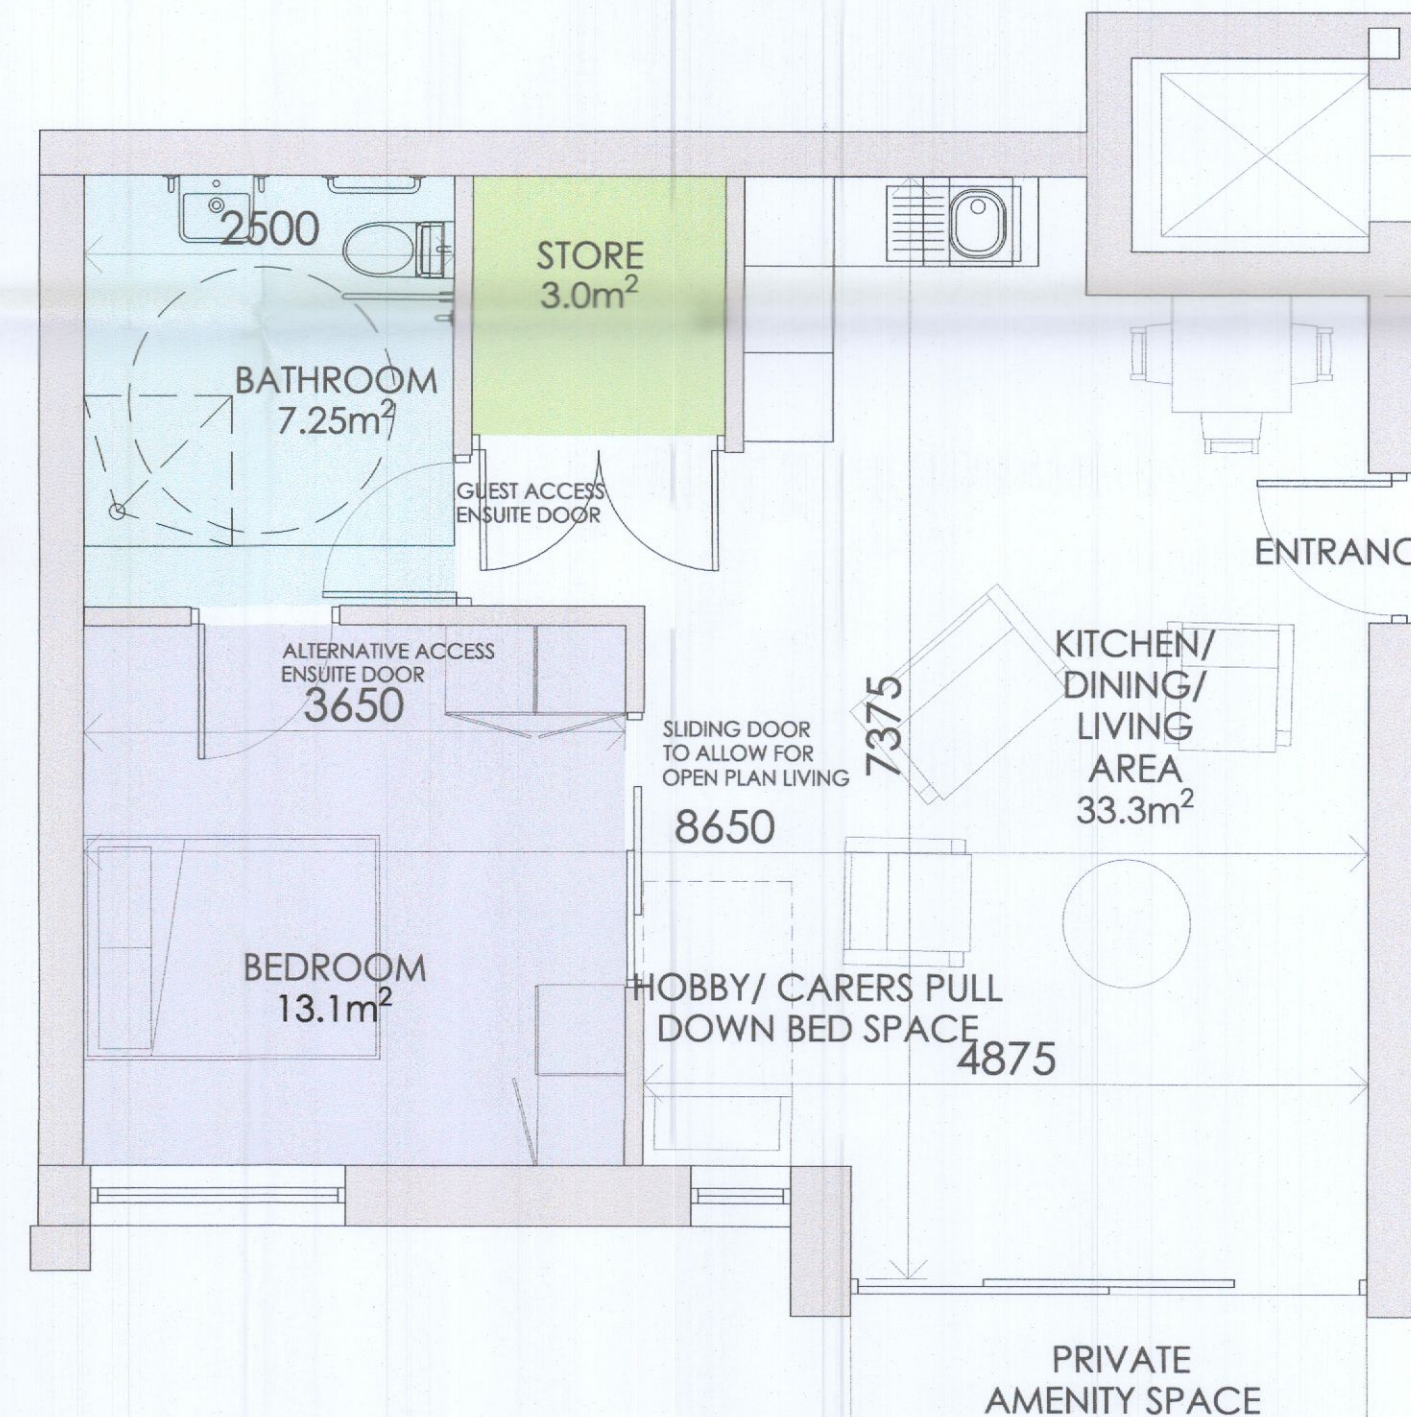 2500
STORE
3.0m²
BATHROOM
7.25m²
GUEST ACCESS
ENSUITE DOOR
ENTRANC
ALTERNATIVE ACCESS
ENSUITE DOOR
3650
SLIDING DOOR
TO ALLOW FOR
OPEN PLAN LIVING
7375
KITCHEN/
DINING/
LIVING
AREA
33.3m²
8650
BEDROOM
13.1m²
HOBBY/ CARERS PULL
DOWN BED SPACE
4875
PRIVATE
AMENITY SPACE